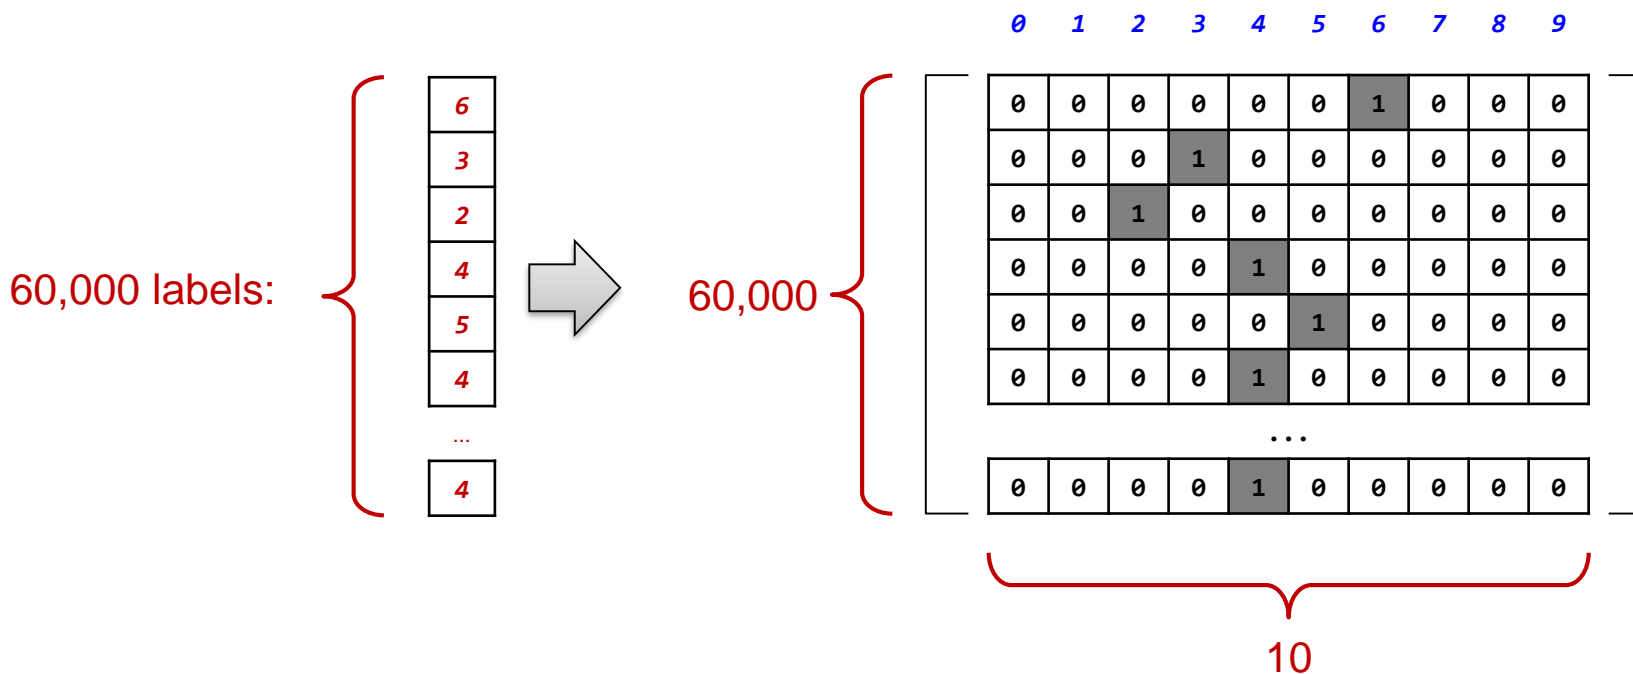 0 1 2 3 4 5 6 7 8 9
6
3
2
4
5
4
...
4
60,000 labels:
60,000
0 0 0 0 0 0 1 0 0 0
0 0 0 1 0 0 0 0 0 0
0 0 1 0 0 0 0 0 0 0
0 0 0 0 1 0 0 0 0 0
0 0 0 0 0 1 0 0 0 0
0 0 0 0 1 0 0 0 0 0
...
0 0 0 0 1 0 0 0 0 0
10